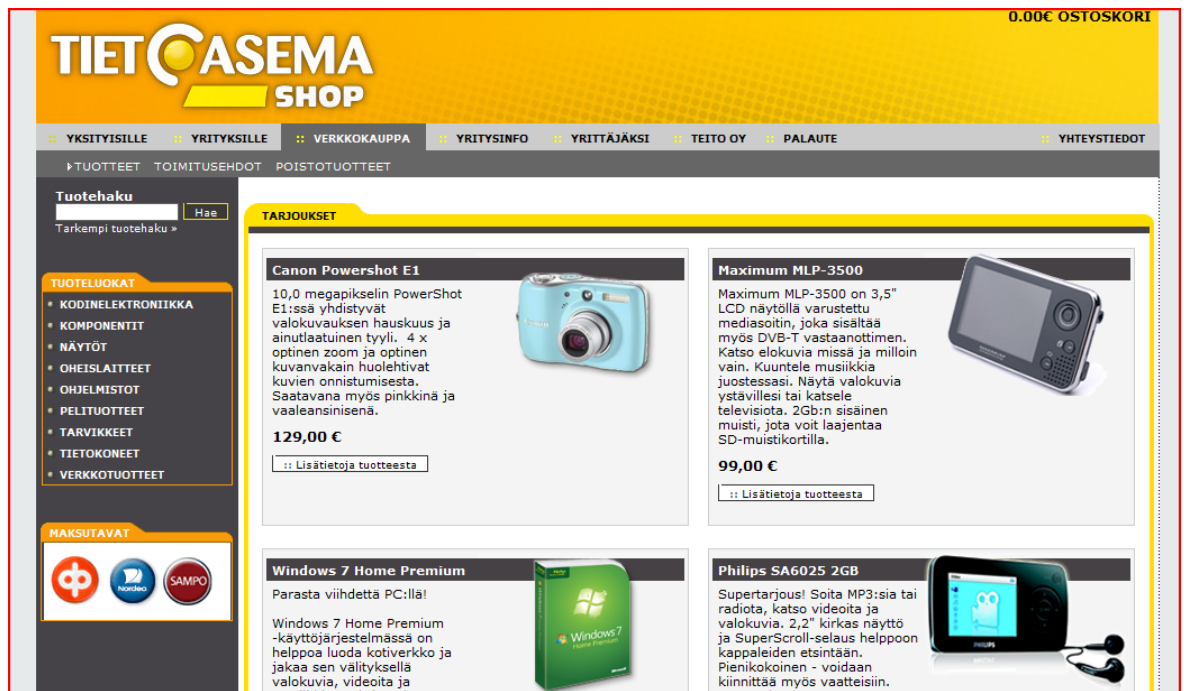 0.00€ OSTOSKORI
TIETOASEMA
SHOP
:: YKSITYISILLE :: YRITYKSILLE :: VERKKOKAUPPA :: YRITYSINFO :: YRITTÄJÄKSI :: TEITO OY :: PALAUTE :: YHTEYSTIEDOT
TUOTTEET TOIMITUSEHDOT POISTOTUOTTEET
Tuotehaku
Hae
Tarkempi tuotehaku »
TUOTELUOKAT
KODINELEKTRONIIKKA
KOMPONENTIT
NÄYTÖT
OHEISLAITTEET
OHJELMISTOT
PELITUOTTEET
TARVIKKEET
TIETOKONEET
VERKKOTUOTTEET
MAKSUTAVAT
Nordea
SAMPO
TARJOUKSET
Canon Powershot E1
10,0 megapikselin PowerShot
E1:ssä yhdistyvät
valokuvauksen hauskuus ja
ainutlaatuinen tyyli. 4 x
optinen zoom ja optinen
kuvanvakain huolehtivat
kuvien onnistumisesta.
Saatavana myös pinkkinä ja
vaaleansinisenä.
129,00 €
:: Lisätietoja tuotteesta
Maximum MLP-3500
Maximum MLP-3500 on 3,5"
LCD näytöllä varustettu
mediasoitin, joka sisältää
myös DVB-T vastaanottimen.
Katso elokuvia missä ja milloin
vain. Kuuntele musiikkia
juostessasi. Näytä valokuvia
ystävillesi tai katsele
televisiota. 2Gb:n sisäinen
muisti, jota voit laajentaa
SD-muistikortilla.
99,00 €
:: Lisätietoja tuotteesta
Windows 7 Home Premium
Parasta viihdettä PC:llä!
Windows 7 Home Premium
-käyttöjärjestelmässä on
helppoa luoda kotiverkko ja
jakaa sen välityksellä
valokuvia, videoita ja
Windows 7
Home Premium
Philips SA6025 2GB
Supertarjous! Soita MP3:sia tai
radiota, katso videoita ja
valokuvia. 2,2" kirkas näyttö
ja SuperScroll-selaus helppoon
kappaleiden etsintään.
Pienikokoinen - voidaan
kiinnittää myös vaatteisiin.
PHILIPS